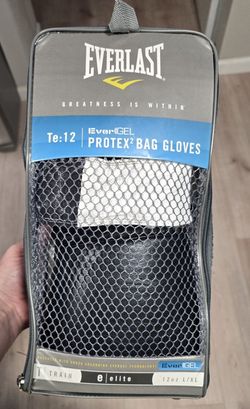 EVERLAST
GREATNESS IS WITHIN
Te:12
EverGEL
PROTEX² BAG GLOVES
EverGEL
TRAIN
e elite
12oz L/XL